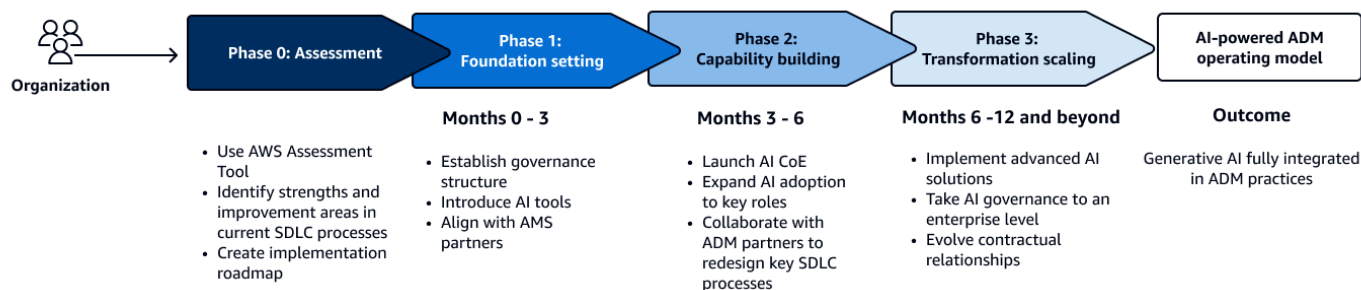 Organization
Phase 0: Assessment
• Use AWS Assessment
Tool
• Identify strengths and
improvement areas in
current SDLC processes
• Create implementation
roadmap
Phase 1:
Foundation setting
Months 0 - 3
• Establish governance
structure
• Introduce AI tools
• Align with AMS
partners
Phase 2:
Capability building
Months 3 - 6
• Launch AI CoE
• Expand AI adoption
to key roles
• Collaborate with
ADM partners to
redesign key SDLC
processes
Phase 3:
Transformation scaling
Months 6 -12 and beyond
• Implement advanced AI
solutions
• Take AI governance to an
enterprise level
• Evolve contractual
relationships
AI-powered ADM
operating model
Outcome
Generative AI fully integrated
in ADM practices